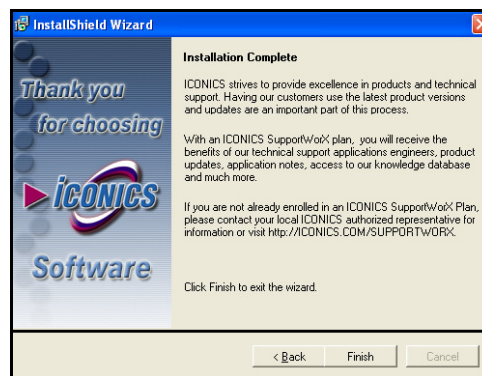 InstallShield Wizard
Thank you
for choosing
ICONICS
Software
Installation Complete
ICONICS strives to provide excellence in products and technical
support. Having our customers use the latest product versions
and updates are an important part of this process.
With an ICONICS SupportWorX plan, you will receive the
benefits of our technical support applications engineers, product
updates, application notes, access to our knowledge database
and much more.
If you are not already enrolled in an ICONICS SupportWorX Plan,
please contact your local ICONICS authorized representative for
information or visit http://ICONICS.COM/SUPPORTWORX.
Click Finish to exit the wizard.
< Back
Finish
Cancel